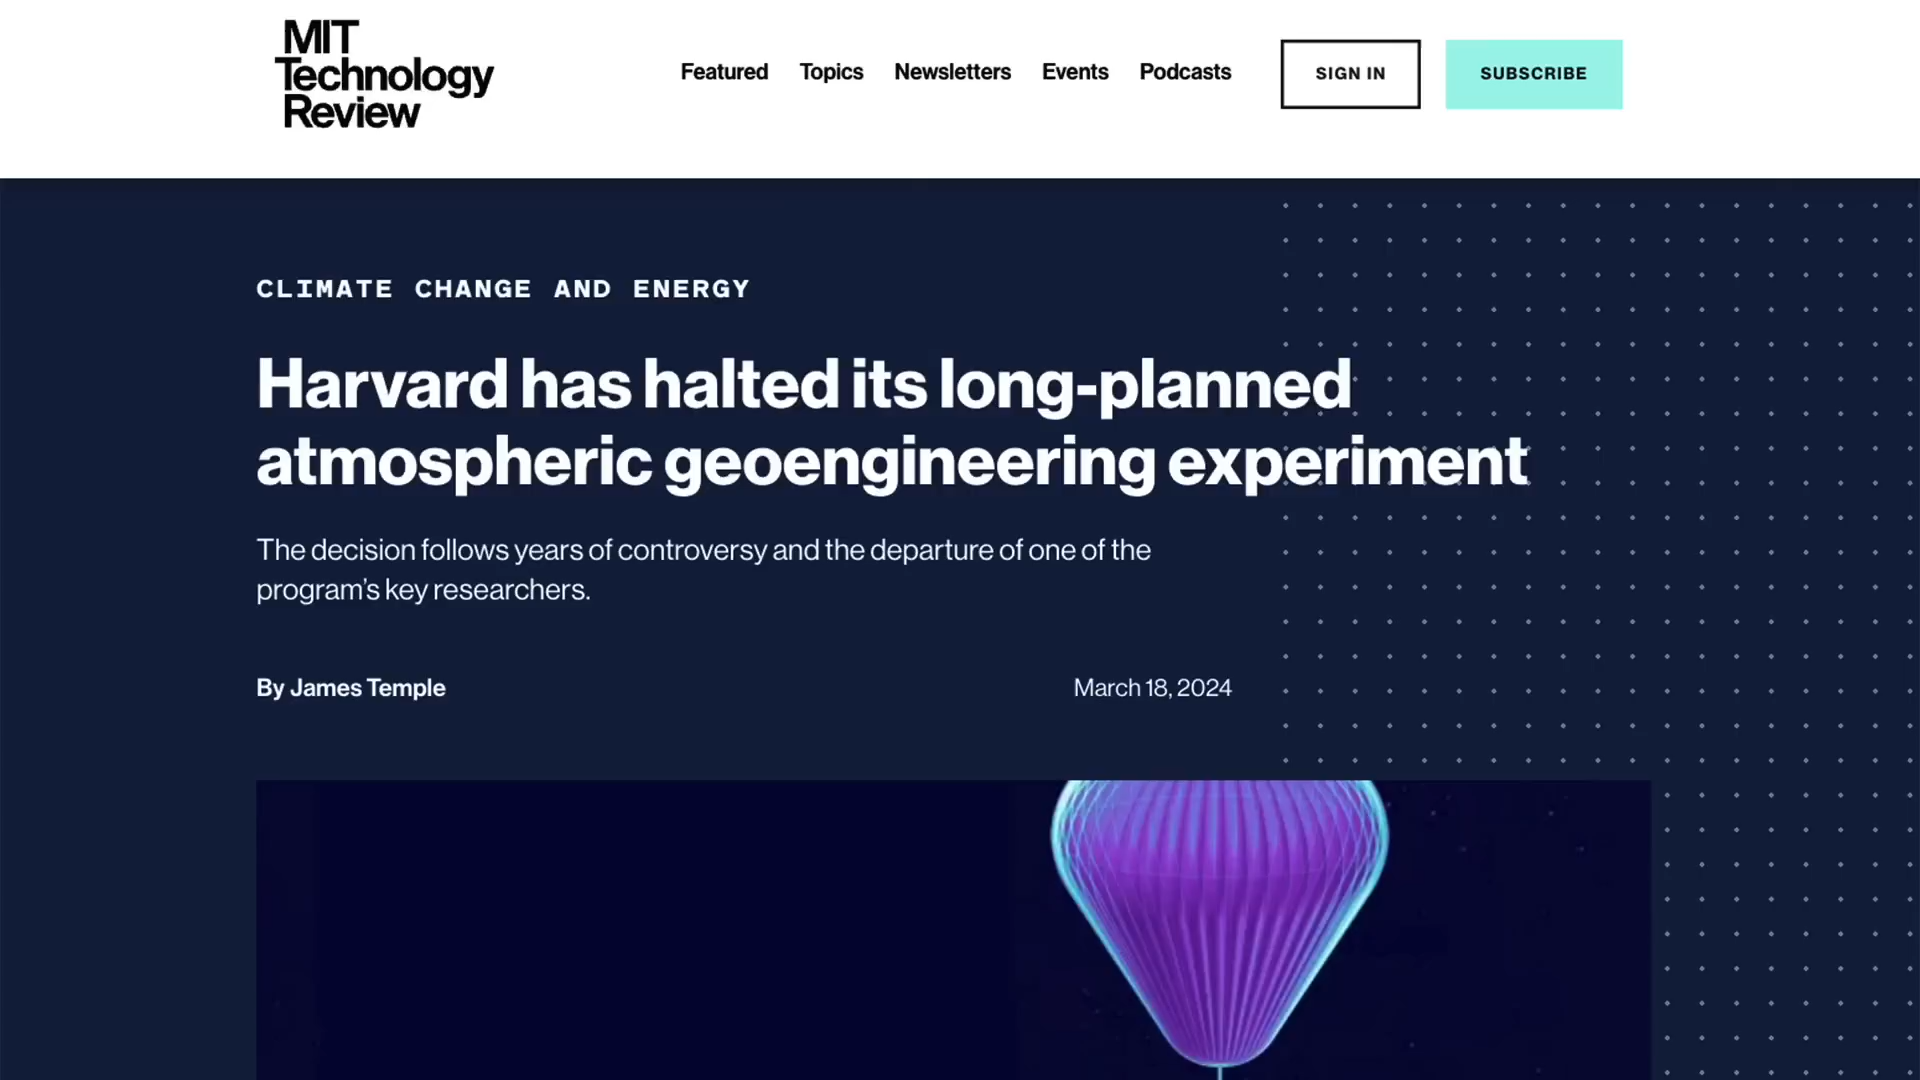 MIT
Technology
Review
Featured Topics Newsletters Events Podcasts SIGN IN SUBSCRIBE
CLIMATE CHANGE AND ENERGY
Harvard has halted its long-planned
atmospheric geoengineering experiment
The decision follows years of controversy and the departure of one of the
program’s key researchers.
By James Temple March 18, 2024